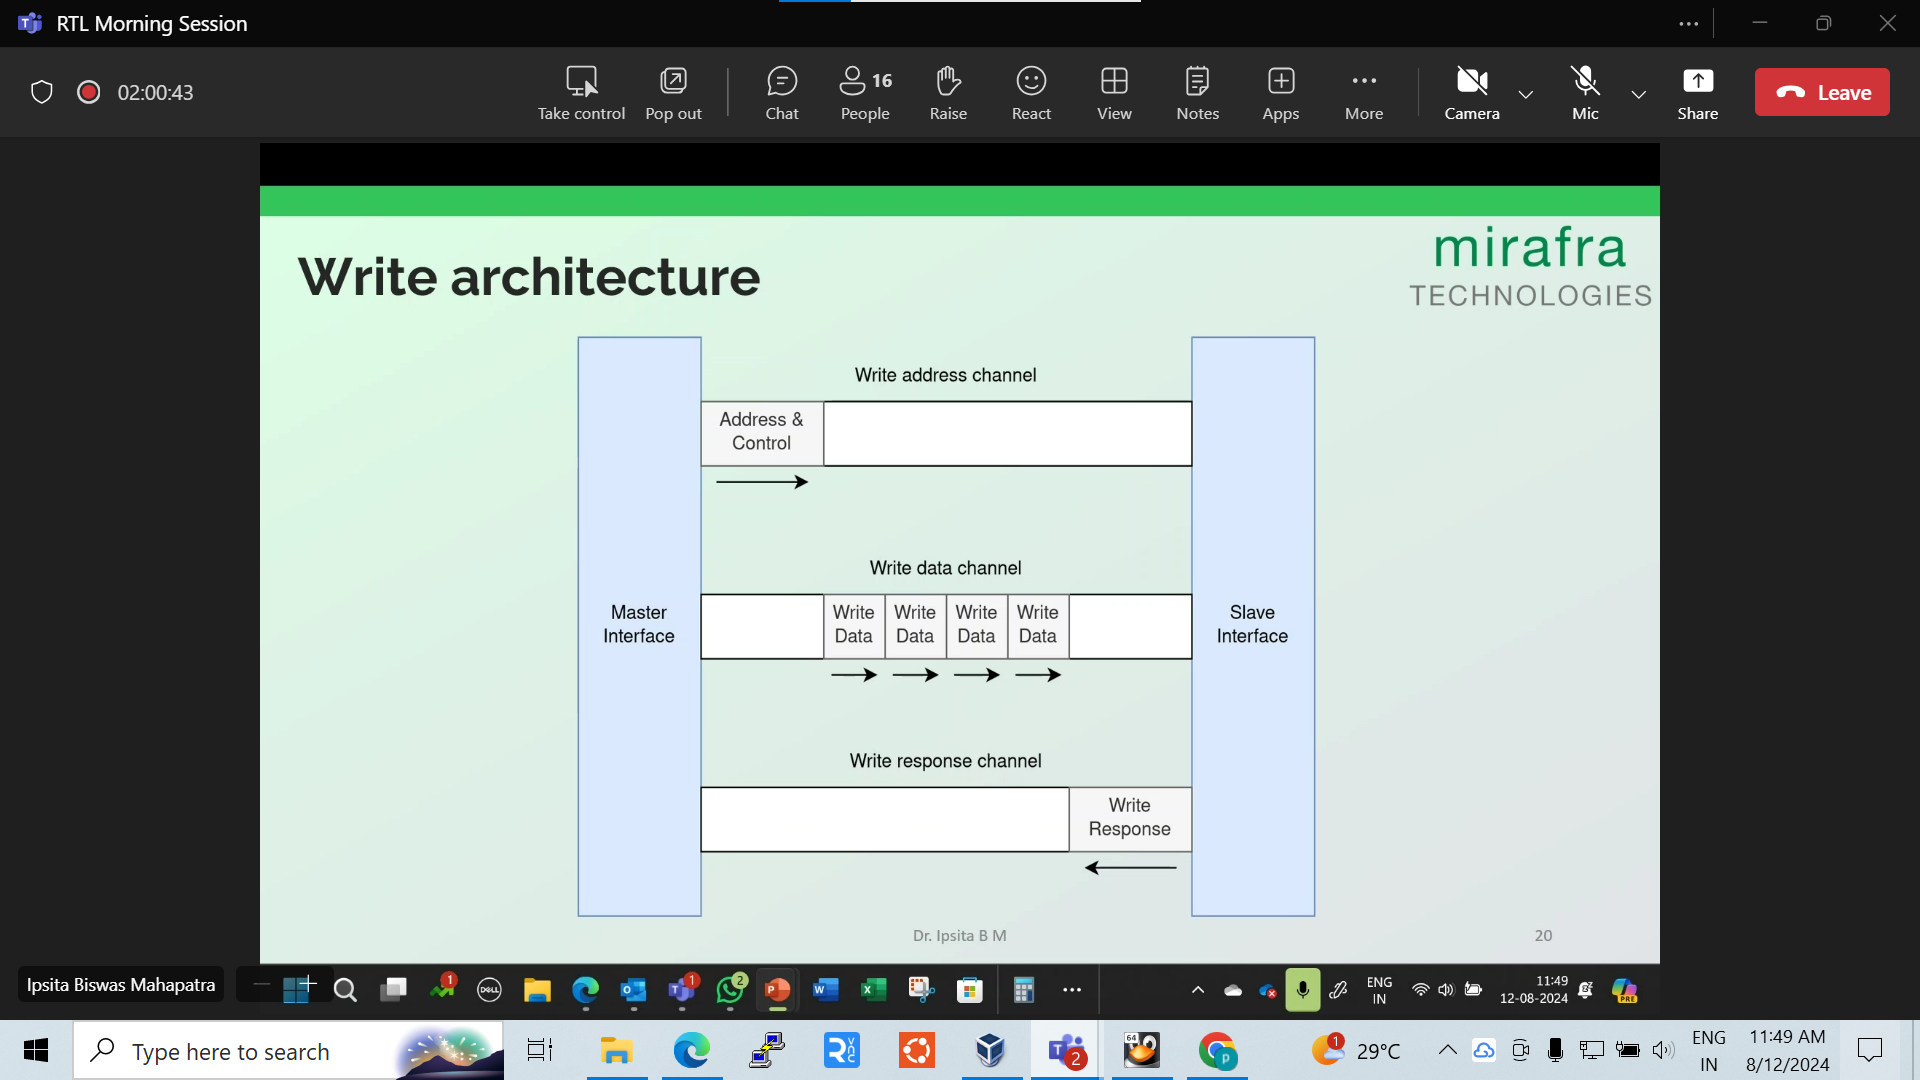 RTL Morning Session
02:00:43
Take control
Pop out
Chat
16
People
Raise
React
View
Notes
Apps
More
Camera
Mic
Share
Leave
mirafra
TECHNOLOGIES
Write architecture
Write address channel
Address &
Control
Write data channel
Master
Interface
Write
Data
Write
Data
Write
Data
Write
Data
Slave
Interface
Write response channel
Write
Response
Dr. Ipsita B M
20
Ipsita Biswas Mahapatra
1
DELL
1
2
ENG
IN
11:49
12-08-2024
PRE
Type here to search
2
64
p
1
29°C
ENG
IN
11:49 AM
8/12/2024